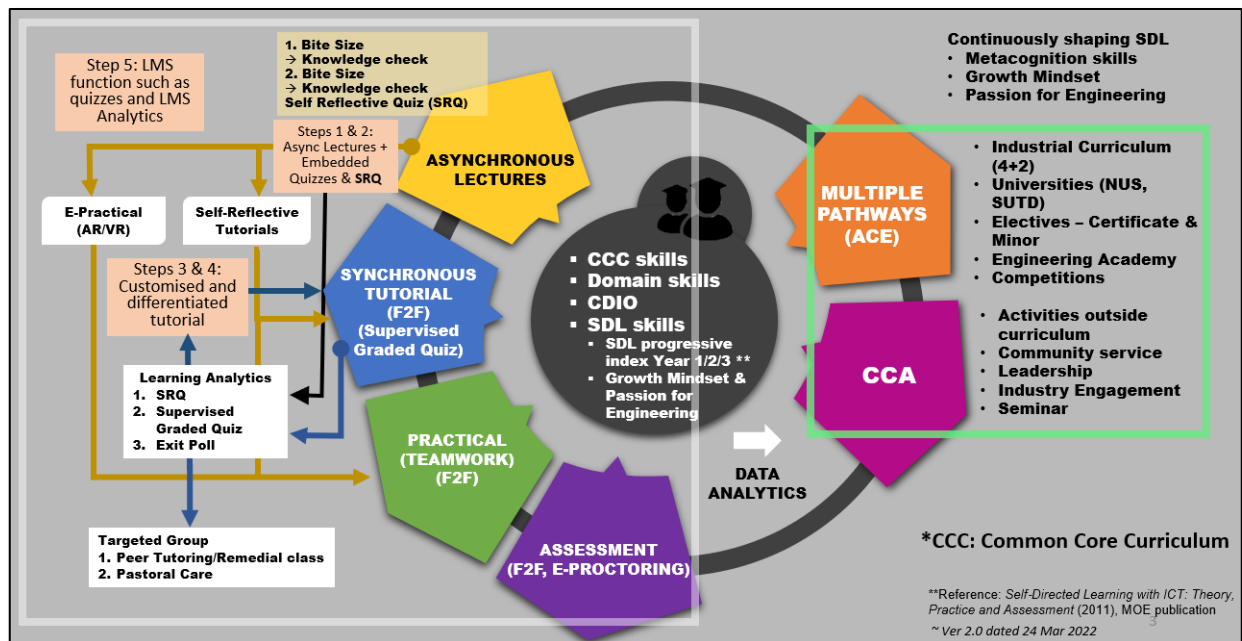 Step 5: LMS
function such as
quizzes and LMS
Analytics
1. Bite Size
→ Knowledge check
2. Bite Size
→ Knowledge check
Self Reflective Quiz (SRQ)
Steps 1 & 2:
Async Lectures +
Embedded
Quizzes & SRQ
ASYNCHRONOUS
LECTURES
E-Practical
(AR/VR)
Self-Reflective
Tutorials
Steps 3 & 4:
Customised and
differentiated
tutorial
SYNCHRONOUS
TUTORIAL
(F2F)
(Supervised
Graded Quiz)
Learning Analytics
1. SRQ
2. Supervised
Graded Quiz
3. Exit Poll
PRACTICAL
(TEAMWORK)
(F2F)
Targeted Group
1. Peer Tutoring/Remedial class
2. Pastoral Care
ASSESSMENT
(F2F, E-PROCTORING)
▪ CCC skills
▪ Domain skills
▪ CDIO
▪ SDL skills
▪ SDL progressive
index Year 1/2/3 **
▪ Growth Mindset &
Passion for
Engineering
DATA
ANALYTICS
MULTIPLE
PATHWAYS
(ACE)
CCA
Continuously shaping SDL
• Metacognition skills
• Growth Mindset
• Passion for Engineering
• Industrial Curriculum
(4+2)
• Universities (NUS,
SUTD)
• Electives – Certificate &
Minor
• Engineering Academy
• Competitions
• Activities outside
curriculum
• Community service
• Leadership
• Industry Engagement
• Seminar
*CCC: Common Core Curriculum
**Reference: Self-Directed Learning with ICT: Theory,
Practice and Assessment (2011), MOE publication
3
~ Ver 2.0 dated 24 Mar 2022